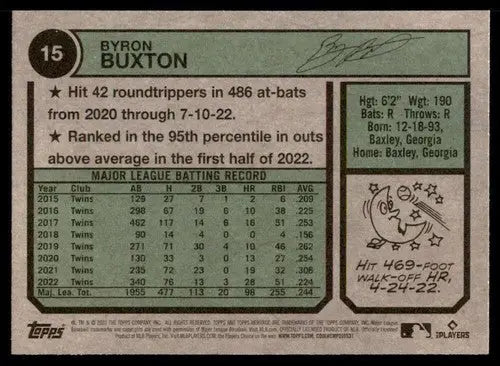 15
BYRON
BUXTON
★ Hit 42 roundtrippers in 486 at-bats
from 2020 through 7-10-22.
★ Ranked in the 95th percentile in outs
above average in the first half of 2022.
Hgt: 6'2" Wgt: 190
Bats: R Throws: R
Born: 12-18-93,
Baxley, Georgia
Home: Baxley, Georgia
MAJOR LEAGUE BATTING RECORD
Year Club AB H 2B 3B HR RBI AVG
2015 Twins 129 27 7 1 2 6 .209
2016 Twins 298 67 19 6 10 38 .225
2017 Twins 462 117 14 6 16 51 .253
2018 Twins 90 14 4 0 0 4 .156
2019 Twins 271 71 30 4 10 46 .262
2020 Twins 130 33 3 0 13 27 .254
2021 Twins 235 72 23 0 19 32 .306
2022 Twins 340 76 13 3 28 51 .224
Maj. Lea. Tot. 1955 477 113 20 98 255 .244
HIT 469-FOOT
WALK-OFF HR,
4-24-22.
Topps
PLAYERS